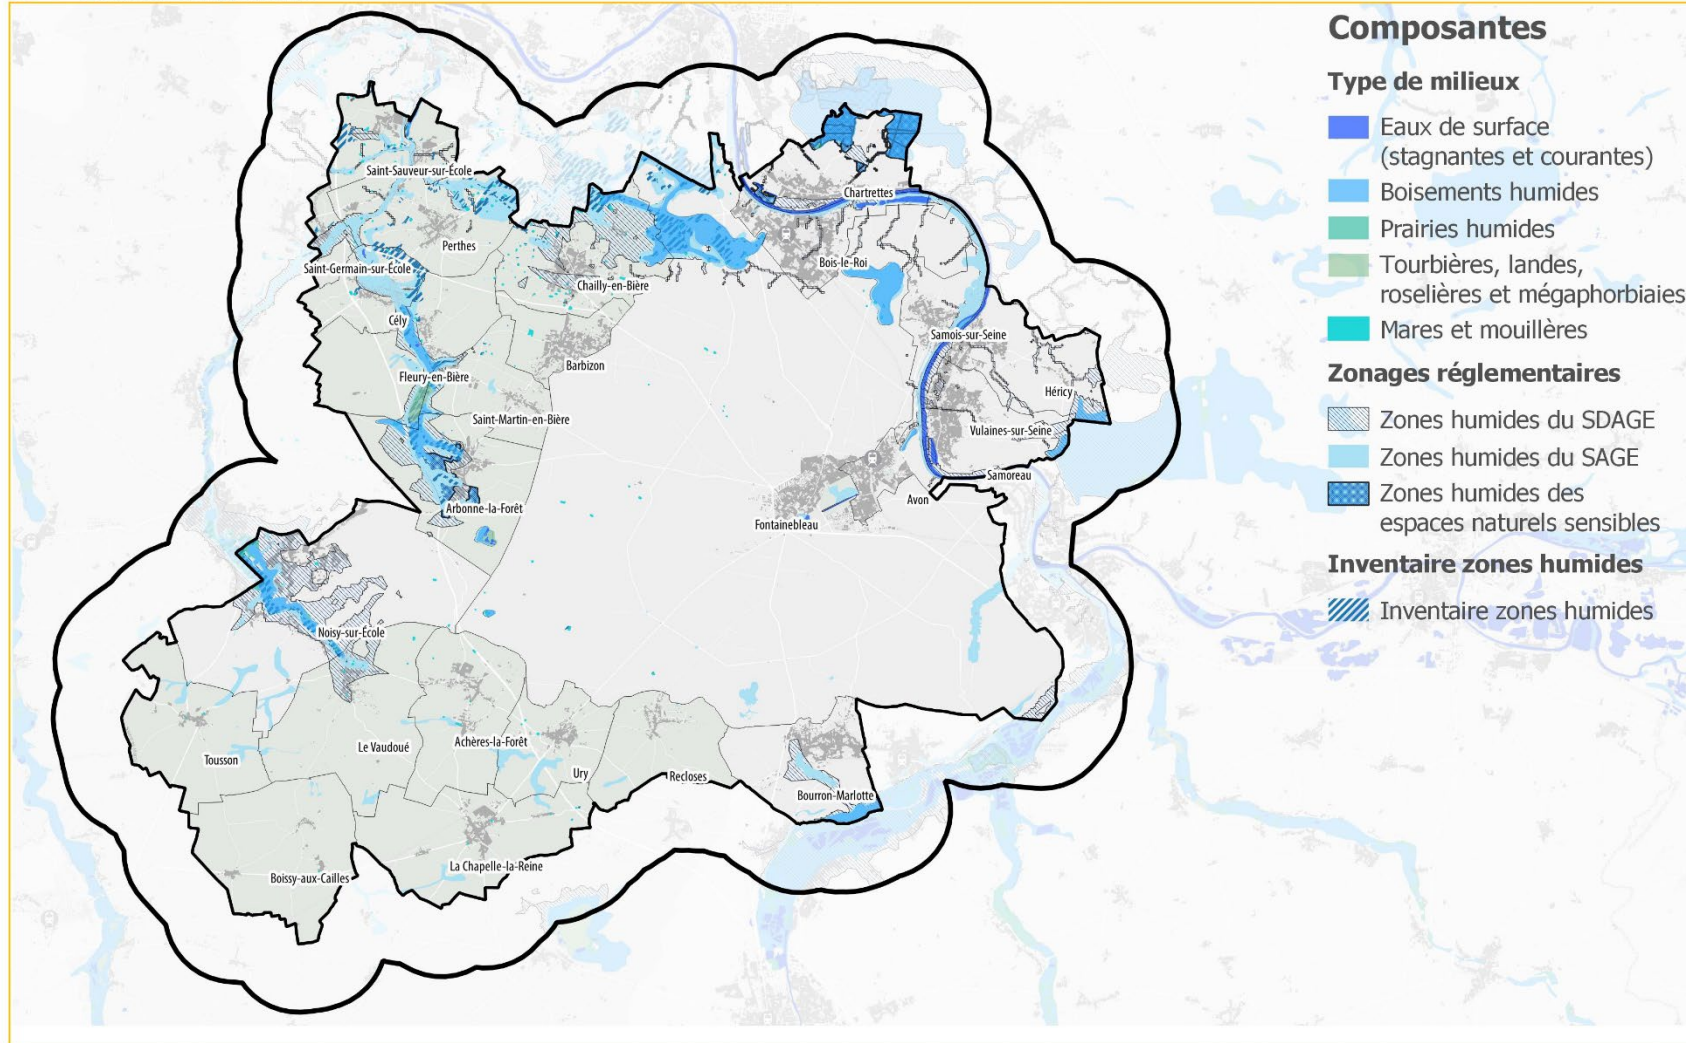 Composantes
Type de milieux
Eaux de surface
(stagnantes et courantes)
Boisements humides
Prairies humides
Tourbières, landes,
roselières et mégaphorbiaies
Mares et mouillères
Zonages réglementaires
Zones humides du SDAGE
Zones humides du SAGE
Zones humides des
espaces naturels sensibles
Inventaire zones humides
Inventaire zones humides
Saint-Sauveur-sur-École
Chartrettes
Perthes
Saint-Germain-sur-École
Bois-le-Roi
Chailly-en-Bière
Cély
Samois-sur-Seine
Barbizon
Fleury-en-Bière
Héricy
Saint-Martin-en-Bière
Vulaines-sur-Seine
Samoreau
Avon
Arbonne-la-Forêt
Fontainebleau
Noisy-sur-École
Achères-la-Forêt
Le Vaudoué
Tousson
Ury
Recloses
Bourron-Marlotte
La Chapelle-la-Reine
Boissy-aux-Cailles